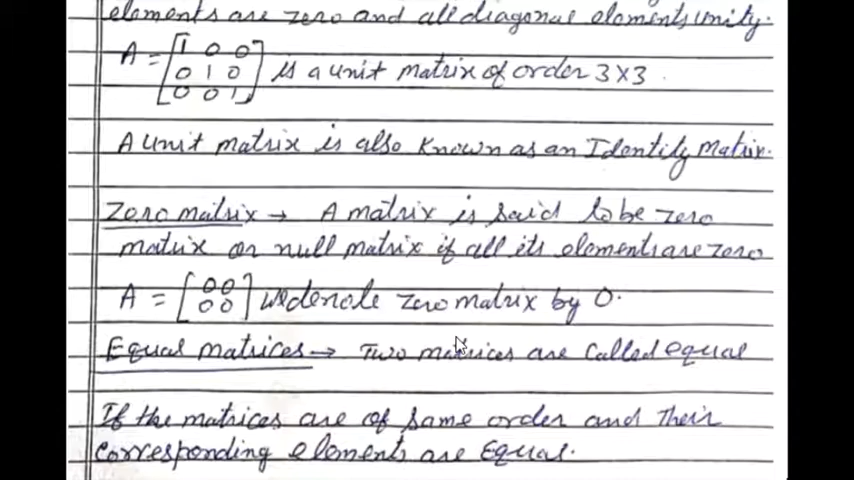 elements are zero and all diagonal elements unity.
A = [1 0 0
0 1 0
0 0 1] is a unit matrix of order 3×3.
A unit matrix is also known as an Identity Matrix.
Zero matrix → A matrix is said to be zero
matrix or null matrix if all its elements are zero
A = [0 0
0 0] we denote zero matrix by 0.
Equal matrices → Two matrices are called equal
If the matrices are of same order and their
corresponding elements are Equal.